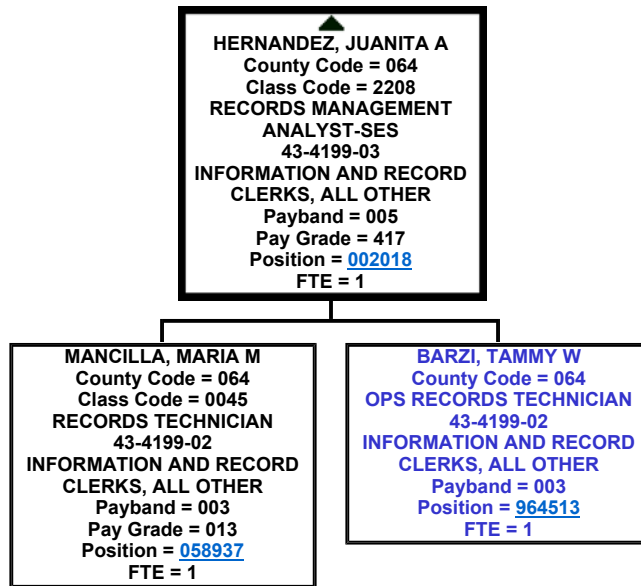 HERNANDEZ, JUANITA A
County Code = 064
Class Code = 2208
RECORDS MANAGEMENT
ANALYST-SES
43-4199-03
INFORMATION AND RECORD
CLERKS, ALL OTHER
Payband = 005
Pay Grade = 417
Position = 002018
FTE = 1
MANCILLA, MARIA M
County Code = 064
Class Code = 0045
RECORDS TECHNICIAN
43-4199-02
INFORMATION AND RECORD
CLERKS, ALL OTHER
Payband = 003
Pay Grade = 013
Position = 058937
FTE = 1
BARZI, TAMMY W
County Code = 064
OPS RECORDS TECHNICIAN
43-4199-02
INFORMATION AND RECORD
CLERKS, ALL OTHER
Payband = 003
Position = 964513
FTE = 1